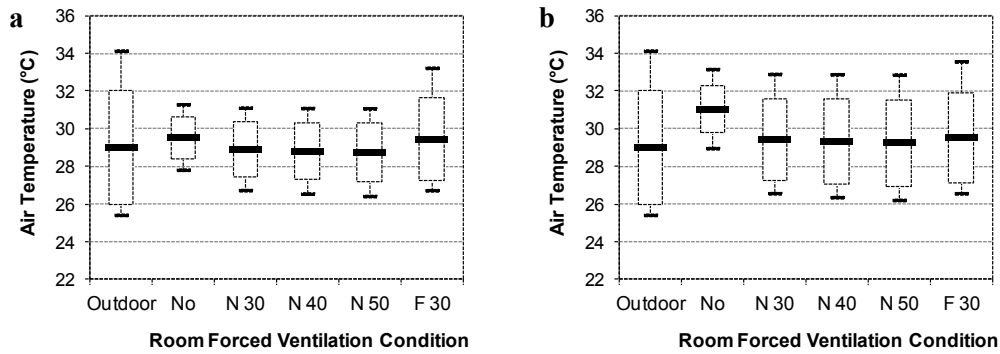 a
36
34
32
30
28
26
24
22
Air Temperature (°C)
Outdoor No N 30 N 40 N 50 F 30
Room Forced Ventilation Condition
b
36
34
32
30
28
26
24
22
Air Temperature (°C)
Outdoor No N 30 N 40 N 50 F 30
Room Forced Ventilation Condition